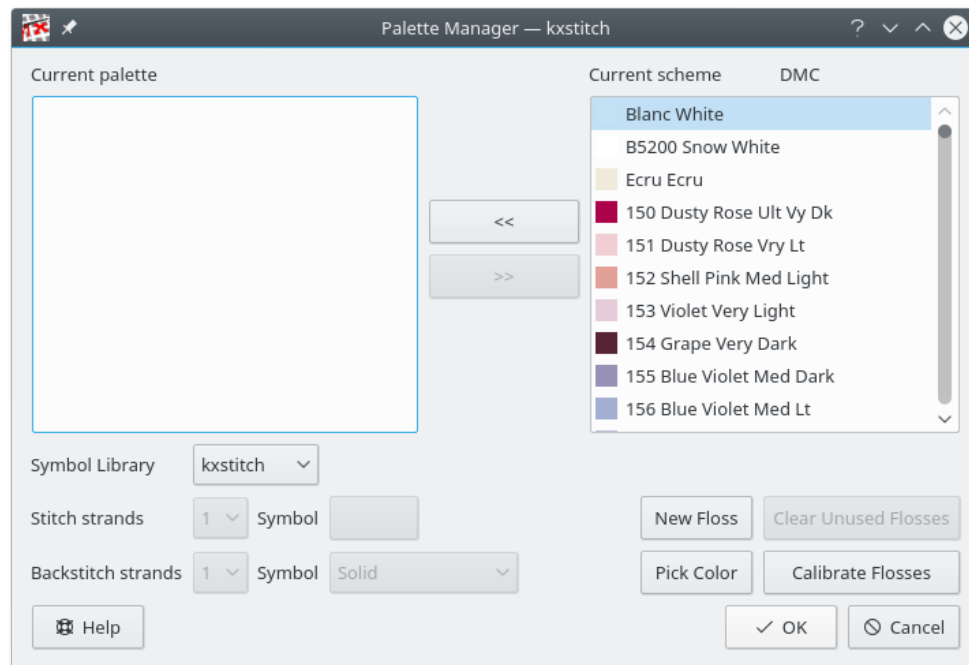 Palette Manager — kxstitch
Current palette
Current scheme DMC
Blanc White
B5200 Snow White
Ecru Ecru
150 Dusty Rose Ult Vy Dk
151 Dusty Rose Vry Lt
152 Shell Pink Med Light
153 Violet Very Light
154 Grape Very Dark
155 Blue Violet Med Dark
156 Blue Violet Med Lt
<<
>>
Symbol Library kxstitch
Stitch strands 1 Symbol
New Floss Clear Unused Flosses
Backstitch strands 1 Symbol Solid
Pick Color Calibrate Flosses
Help OK Cancel